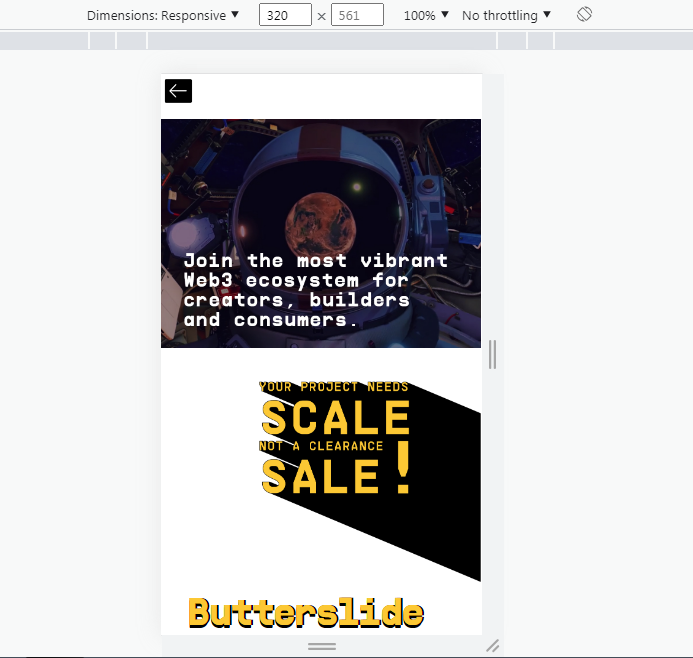 Dimensions: Responsive 320 × 561 100% No throttling
Join the most vibrant
Web3 ecosystem for
creators, builders
and consumers.
YOUR PROJECT NEEDS
SCALE
NOT A CLEARANCE
SALE!
Butterslide